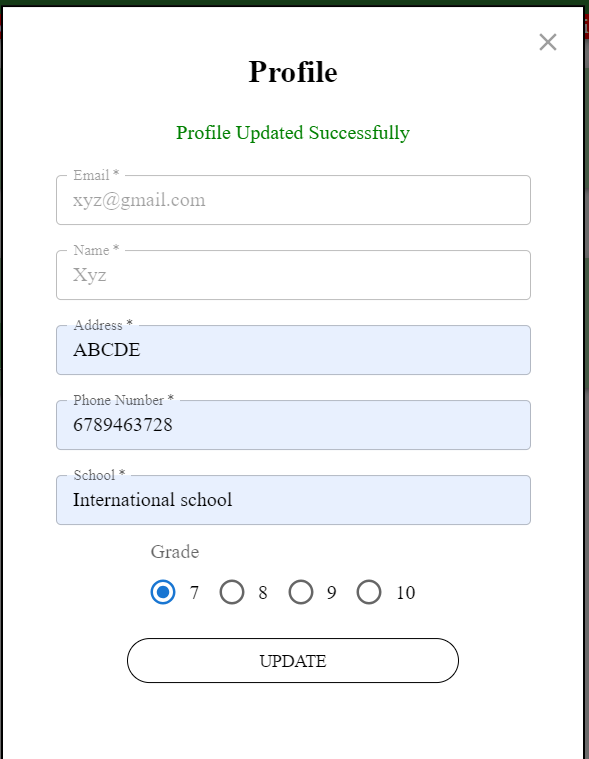 Profile
Profile Updated Successfully
Email *
xyz@gmail.com
Name *
Xyz
Address *
ABCDE
Phone Number *
6789463728
School *
International school
Grade
7 8 9 10
UPDATE